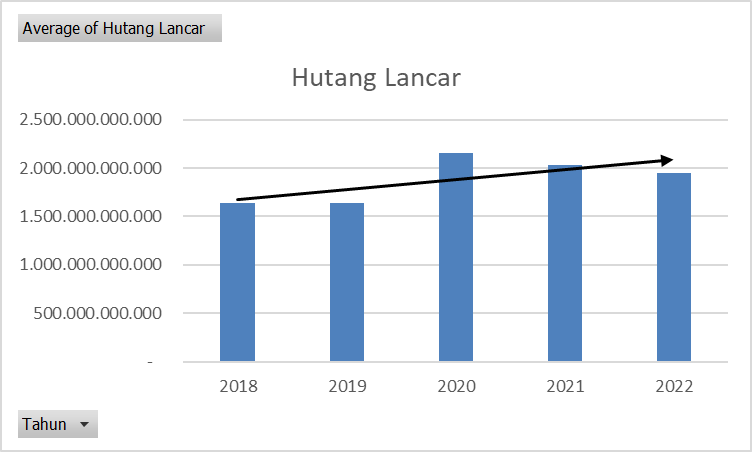 Average of Hutang Lancar
Hutang Lancar
2.500.000.000.000
2.000.000.000.000
1.500.000.000.000
1.000.000.000.000
500.000.000.000
-
2018 2019 2020 2021 2022
Tahun